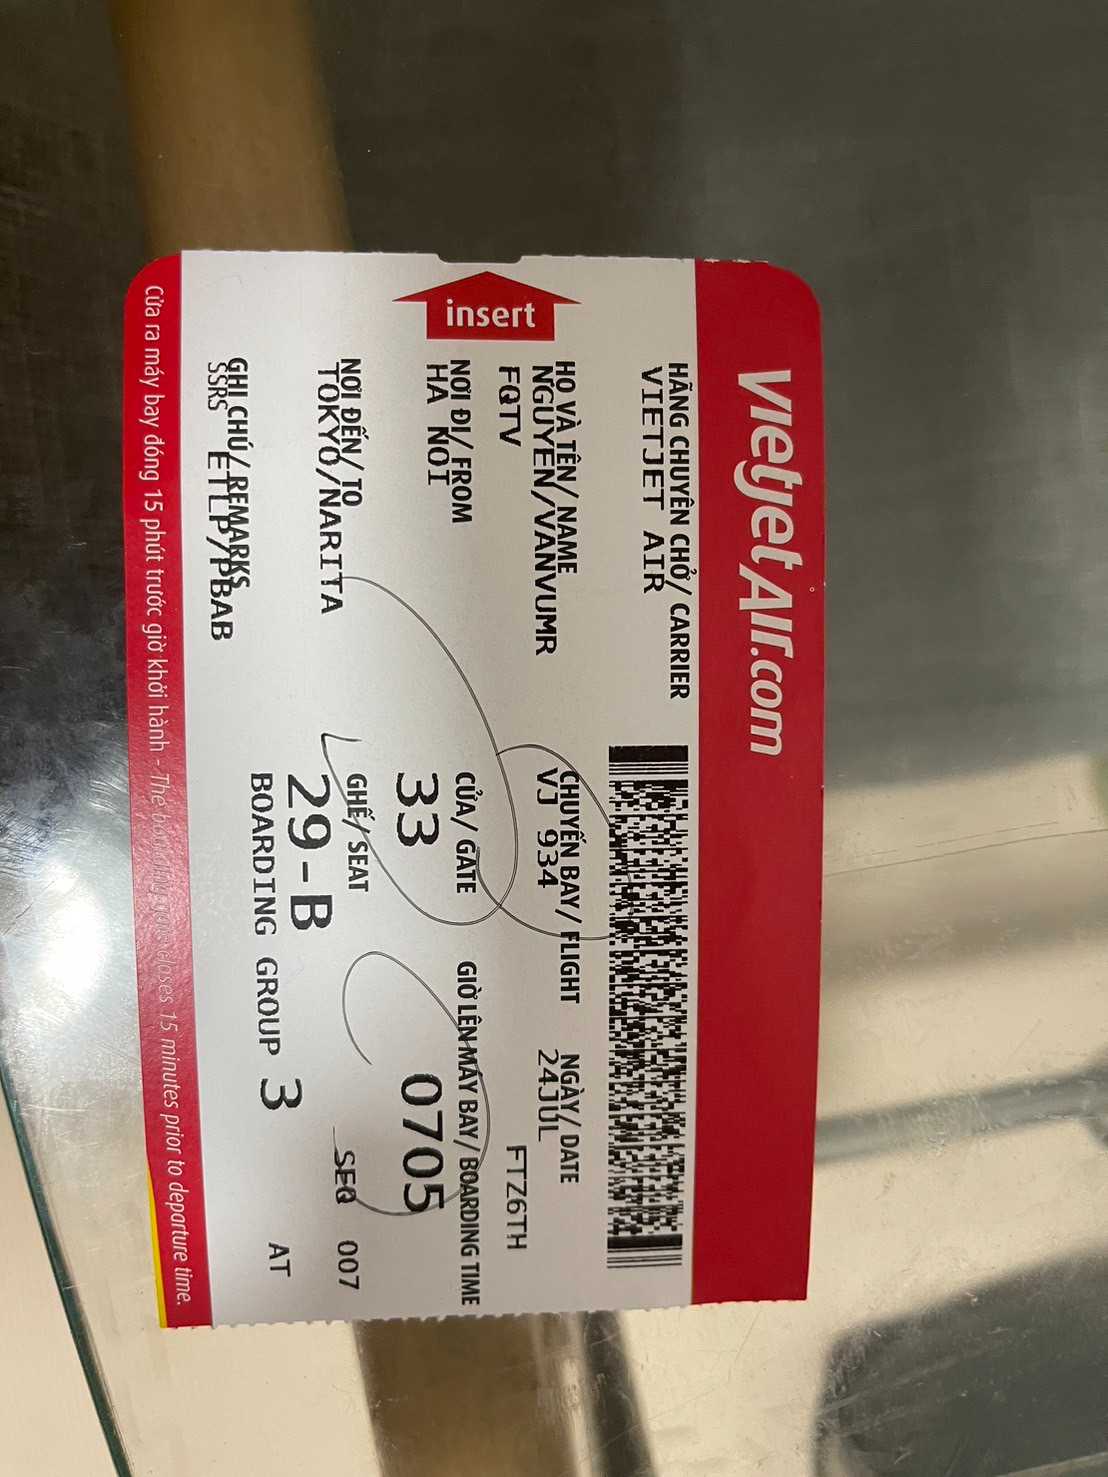 vietjetAir.com
HÃNG CHUYÊN CHỞ/ CARRIER
VIETJET AIR
insert
HỌ VÀ TÊN/ NAME
NGUYEN/VANVUMR
FQTV
CHUYẾN BAY/ FLIGHT
VJ 934
NGÀY/ DATE
24JUL
FTZ6TH
NƠI ĐI/ FROM
HA NOI
CỬA/ GATE
33
GIỜ LÊN MÁY BAY/ BOARDING TIME
0705
NƠI ĐẾN/ TO
TOKYO/NARITA
GHẾ/ SEAT
29-B
SEQ 007
BOARDING GROUP 3 AT
GHI CHÚ/ REMARKS
SSRS ETLP/PBAB
Cửa ra máy bay đóng 15 phút trước giờ khởi hành - The boarding gate closes 15 minutes prior to departure time.